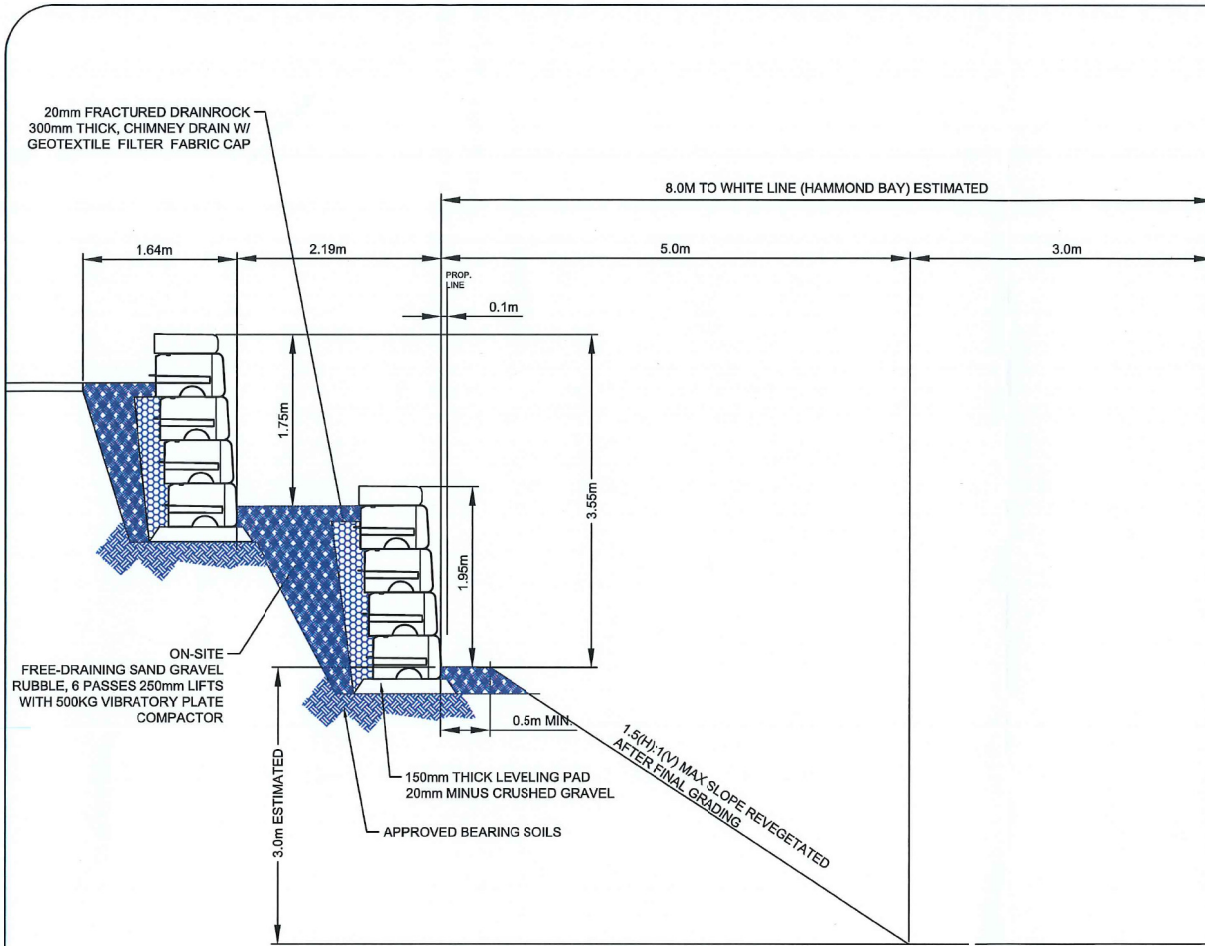 20mm FRACTURED DRAINROCK
300mm THICK, CHIMNEY DRAIN W/
GEOTEXTILE FILTER FABRIC CAP
8.0M TO WHITE LINE (HAMMOND BAY) ESTIMATED
1.64m
2.19m
5.0m
3.0m
PROP.
LINE
0.1m
1.75m
3.55m
1.95m
ON-SITE
FREE-DRAINING SAND GRAVEL
RUBBLE, 6 PASSES 250mm LIFTS
WITH 500KG VIBRATORY PLATE
COMPACTOR
0.5m MIN
3.0m ESTIMATED
1.5(H):1(V) MAX SLOPE REVEGETATED
AFTER FINAL GRADING
150mm THICK LEVELING PAD
20mm MINUS CRUSHED GRAVEL
APPROVED BEARING SOILS